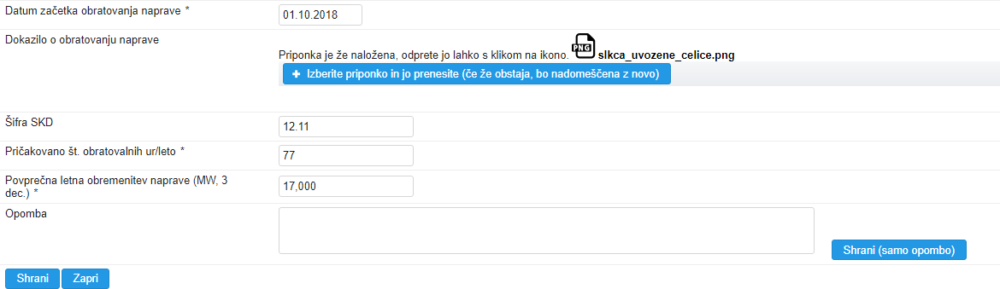 Datum začetka obratovanja naprave *
01.10.2018
Dokazilo o obratovanju naprave
Priponka je že naložena, odprete jo lahko s klikom na ikono. PNG slkca_uvozene_celice.png
+ Izberite priponko in jo prenesite (če že obstaja, bo nadomeščena z novo)
Šifra SKD
12.11
Pričakovano št. obratovalnih ur/leto *
77
Povprečna letna obremenitev naprave (MW, 3
dec.) *
17,000
Opomba
Shrani (samo opombo)
Shrani Zapri